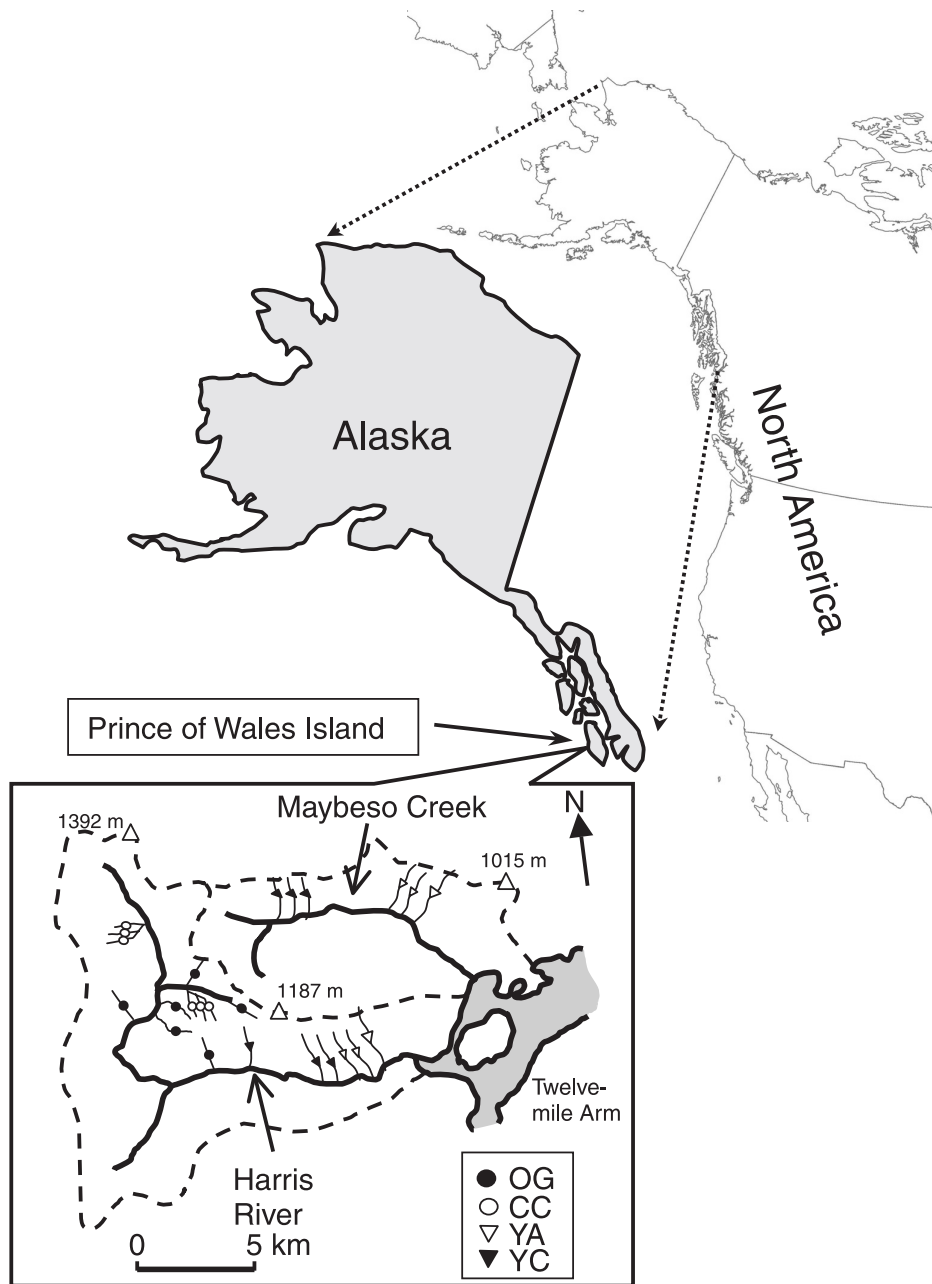 North America
Alaska
Prince of Wales Island
Maybeso Creek
N
1392 m
1015 m
1187 m
Twelve-
mile Arm
Harris
River
0 5 km
OG
CC
YA
YC